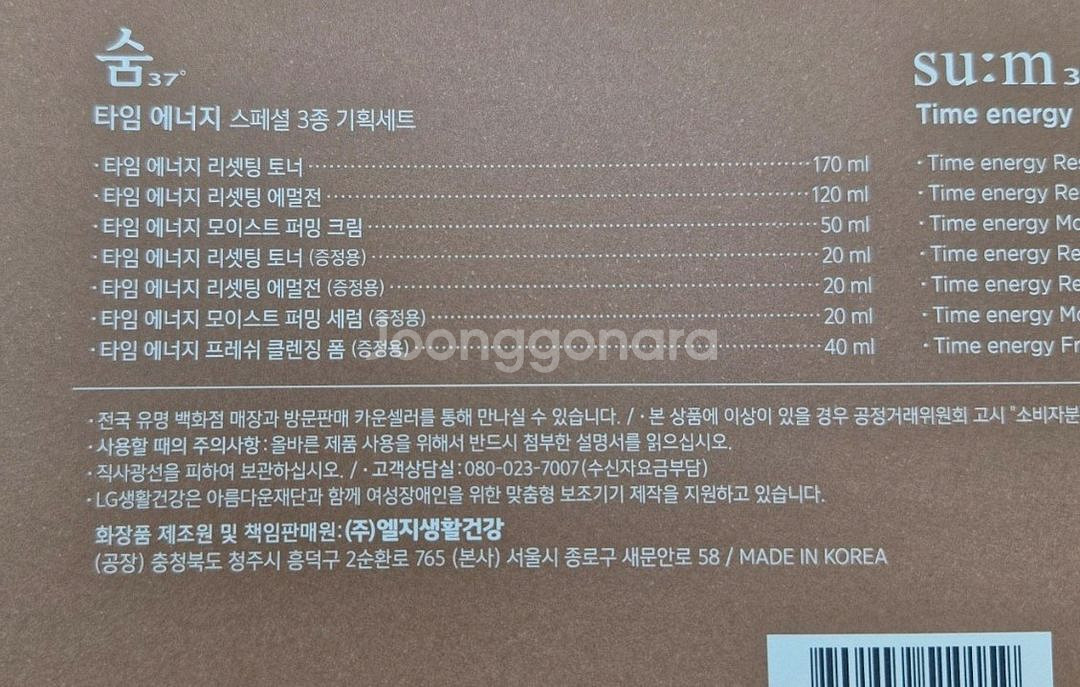 숨37°
타임 에너지 스페셜 3종 기획세트
·타임 에너지 리셋팅 토너 170 ml
·타임 에너지 리셋팅 에멀전 120 ml
·타임 에너지 모이스트 퍼밍 크림 50 ml
·타임 에너지 리셋팅 토너 (증정용) 20 ml
·타임 에너지 리셋팅 에멀전 (증정용) 20 ml
·타임 에너지 모이스트 퍼밍 세럼 (증정용) 20 ml
·타임 에너지 프레쉬 클렌징 폼 (증정용) 40 ml
Joonggonara
su:m3
Time energy
·Time energy Res
·Time energy Re
·Time energy Mo
·Time energy Re
·Time energy Re
·Time energy Mo
·Time energy Fr
·전국 유명 백화점 매장과 방문판매 카운셀러를 통해 만나실 수 있습니다. / ·본 상품에 이상이 있을 경우 공정거래위원회 고시 "소비자분
·사용할 때의 주의사항:올바른 제품 사용을 위해서 반드시 첨부한 설명서를 읽으십시오.
·직사광선을 피하여 보관하십시오. / ·고객상담실:080-023-7007(수신자요금부담)
·LG생활건강은 아름다운재단과 함께 여성장애인을 위한 맞춤형 보조기기 제작을 지원하고 있습니다.
화장품 제조원 및 책임판매원:(주)엘지생활건강
(공장) 충청북도 청주시 흥덕구 2순환로 765 (본사) 서울시 종로구 새문안로 58 / MADE IN KOREA